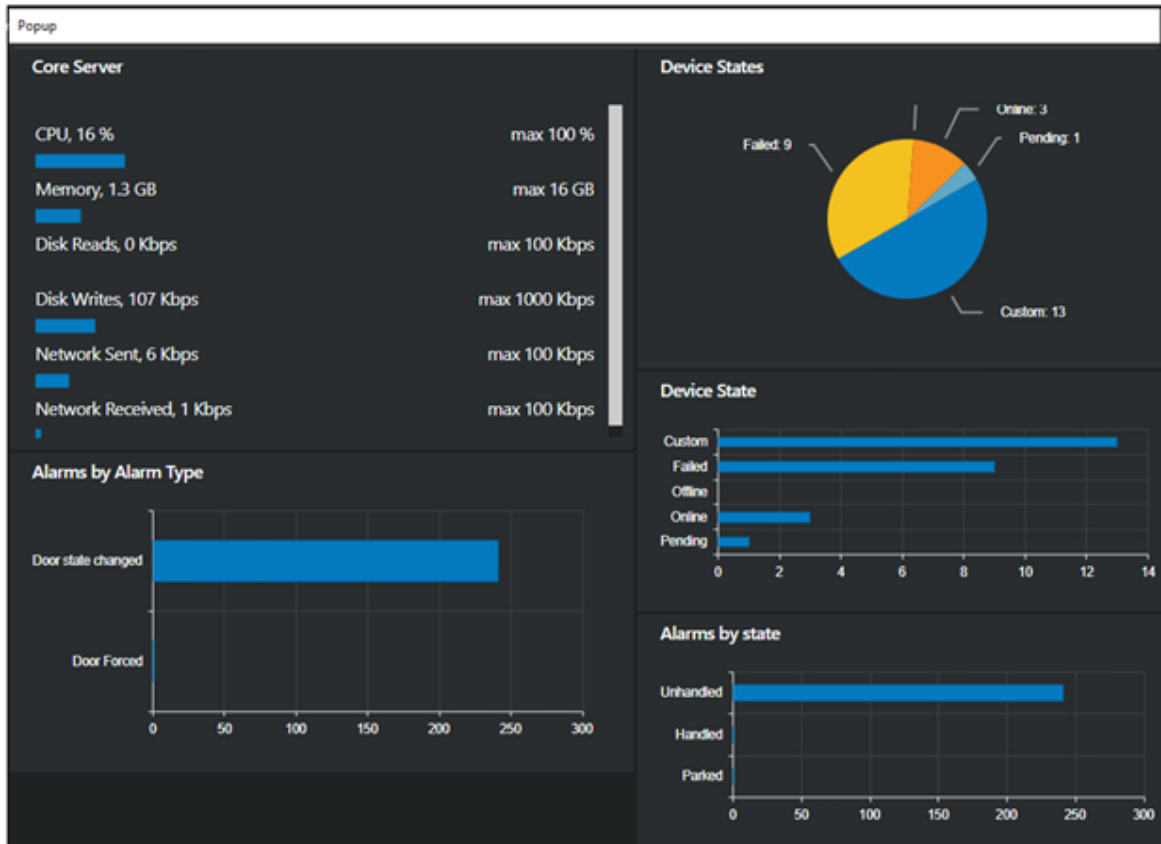 Popup
Core Server
CPU, 16 % max 100 %
Memory, 1.3 GB max 16 GB
Disk Reads, 0 Kbps max 100 Kbps
Disk Writes, 107 Kbps max 1000 Kbps
Network Sent, 6 Kbps max 100 Kbps
Network Received, 1 Kbps max 100 Kbps
Alarms by Alarm Type
Door state changed
Door Forced
0 50 100 150 200 250 300
Device States
Online: 3
Failed: 9
Pending: 1
Custom: 13
Device State
Custom
Failed
Offline
Online
Pending
0 2 4 6 8 10 12 14
Alarms by state
Unhandled
Handled
Parked
0 50 100 150 200 250 300